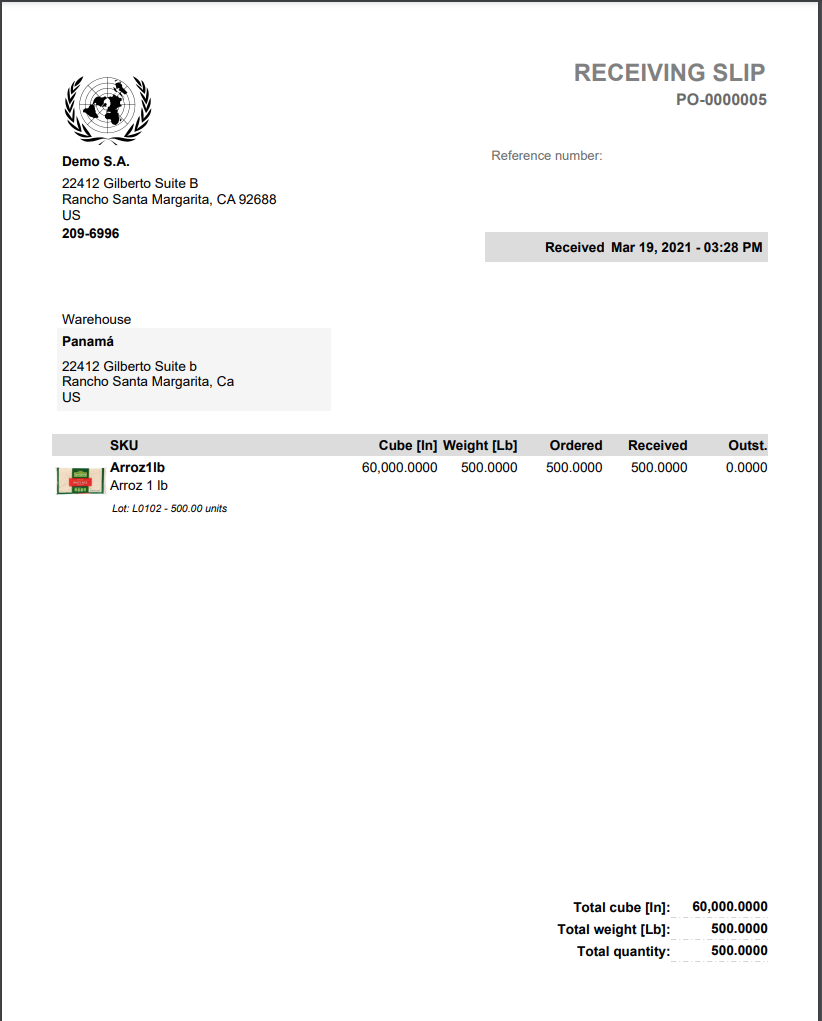 RECEIVING SLIP
PO-0000005
Demo S.A.
22412 Gilberto Suite B
Rancho Santa Margarita, CA 92688
US
209-6996
Reference number:
Received Mar 19, 2021 - 03:28 PM
Warehouse
Panamá
22412 Gilberto Suite b
Rancho Santa Margarita, Ca
US
SKU Cube [In] Weight [Lb] Ordered Received Outst.
Arroz1lb 60,000.0000 500.0000 500.0000 500.0000 0.0000
Arroz 1 lb
Lot: L0102 - 500.00 units
Total cube [In]: 60,000.0000
Total weight [Lb]: 500.0000
Total quantity: 500.0000